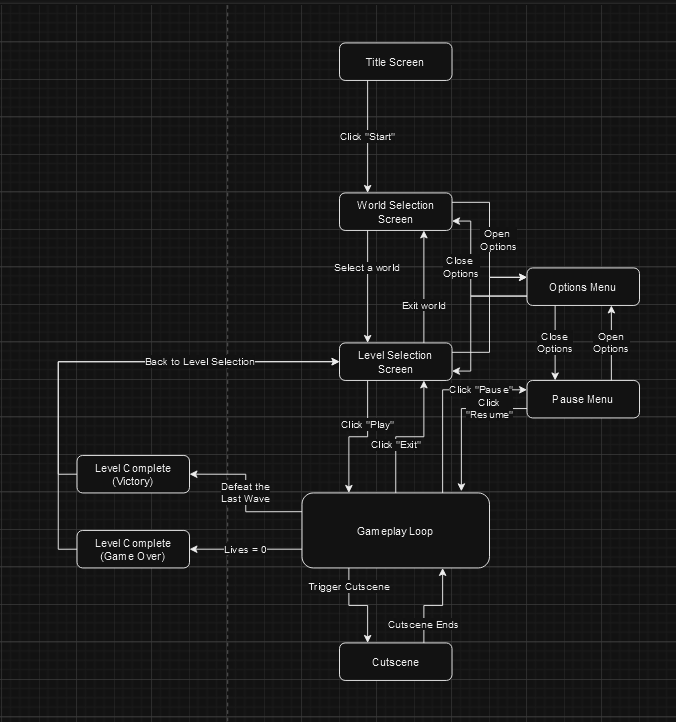 Title Screen
Click "Start"
World Selection
Screen
Open
Options
Close
Options
Select a world
Options Menu
Exit world
Close
Options
Open
Options
Level Selection
Screen
Back to Level Selection
Click "Pause"
Click
"Resume"
Pause Menu
Click "Play"
Click "Exit"
Level Complete
(Victory)
Defeat the
Last Wave
Gameplay Loop
Level Complete
(Game Over)
Lives = 0
Trigger Cutscene
Cutscene Ends
Cutscene